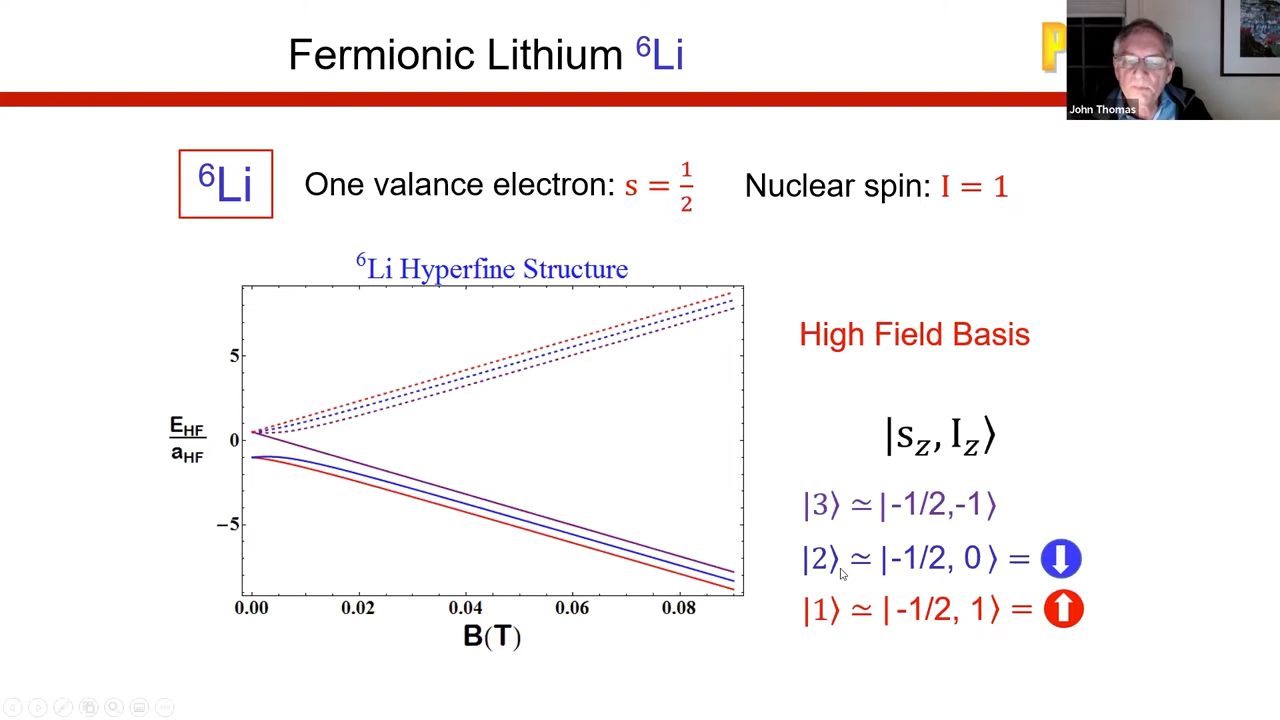 Fermionic Lithium ⁶Li
P
John Thomas
⁶Li
One valance electron: s = 1/2
Nuclear spin: I = 1
⁶Li Hyperfine Structure
E_HF / a_HF
5
0
−5
0.00 0.02 0.04 0.06 0.08
B(T)
High Field Basis
|s_z, I_z⟩
|3⟩ ≃ |-1/2,-1⟩
|2⟩ ≃ |-1/2, 0 ⟩ = ⬇
|1⟩ ≃ | -1/2, 1⟩ = ⬆